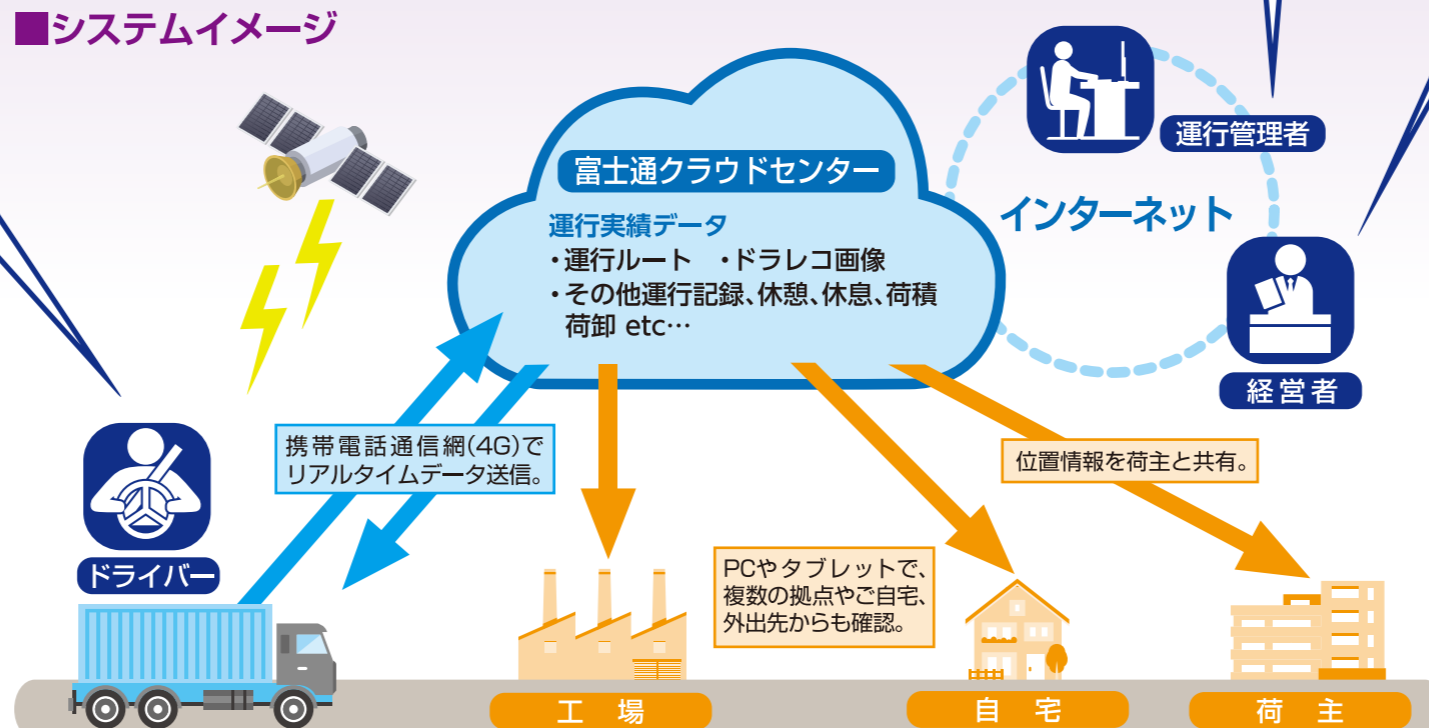 ■システムイメージ
富士通クラウドセンター
運行実績データ
・運行ルート ・ドラレコ画像
・その他運行記録、休憩、休息、荷積
荷卸 etc…
運行管理者
インターネット
経営者
携帯電話通信網(4G)で
リアルタイムデータ送信。
位置情報を荷主と共有。
PCやタブレットで、
複数の拠点やご自宅、
外出先からも確認。
ドライバー
工場
自宅
荷主